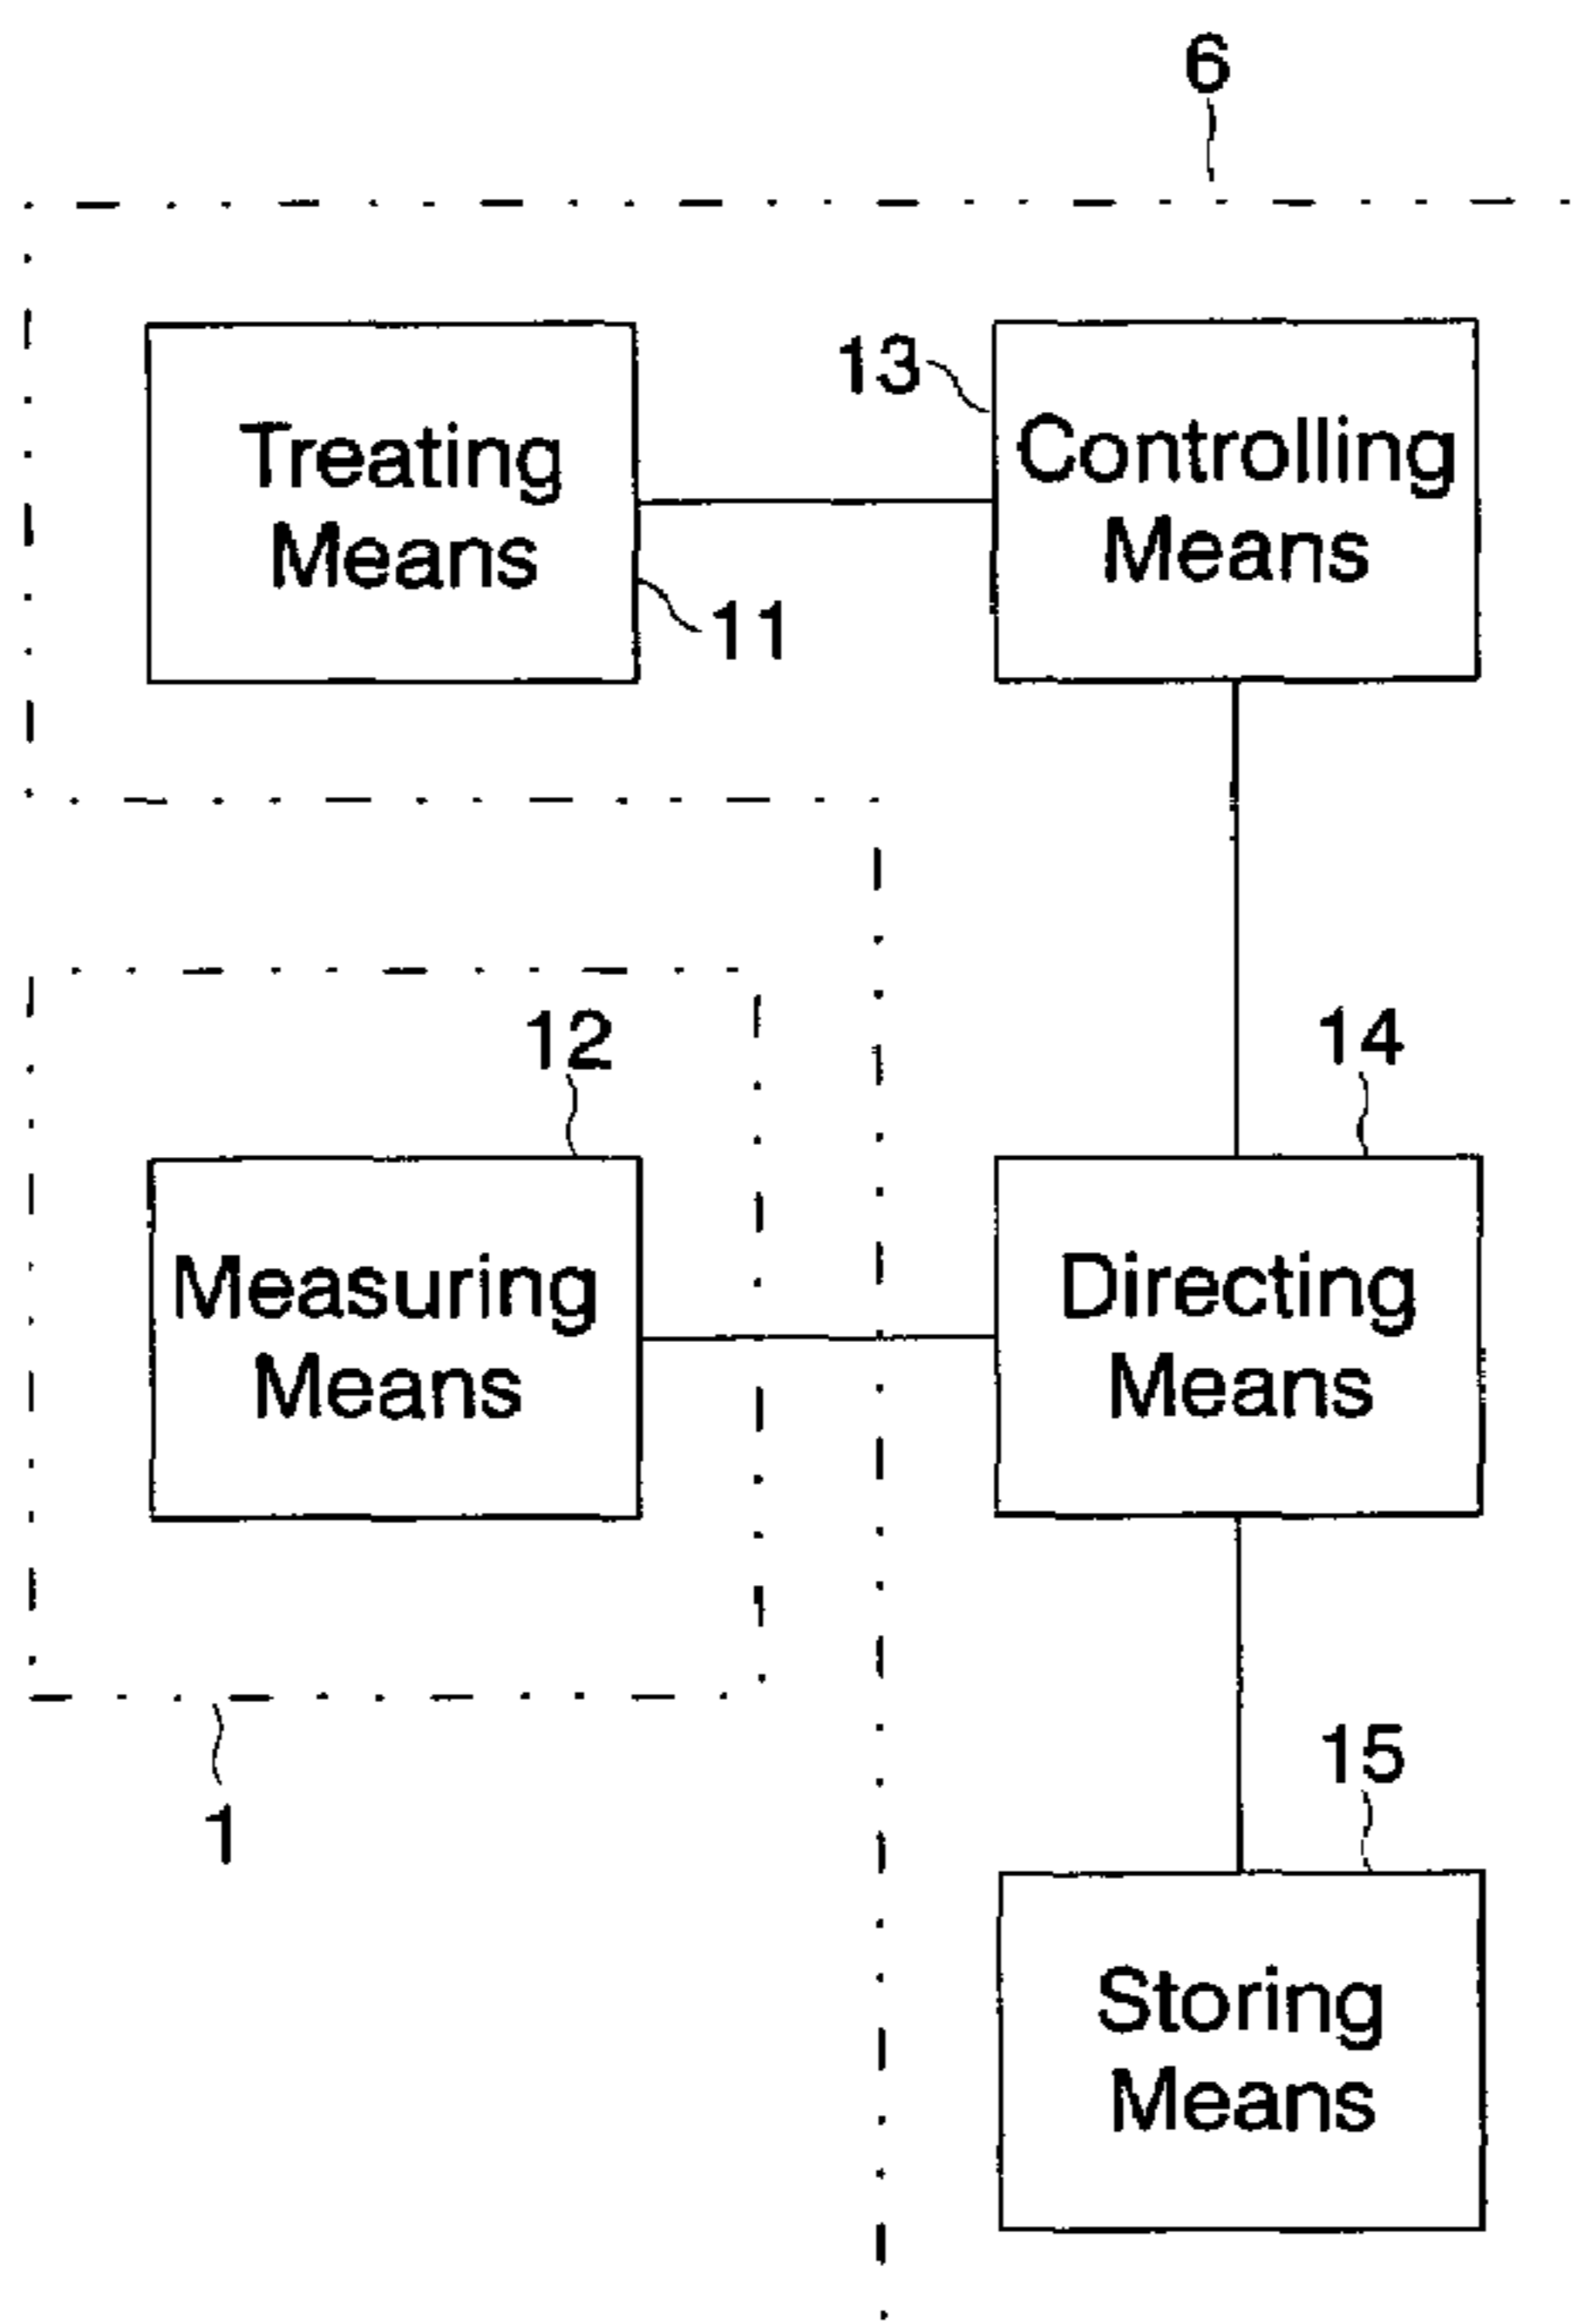 6
Treating
Means
11
13
Controlling
Means
12
Measuring
Means
14
Directing
Means
1
15
Storing
Means